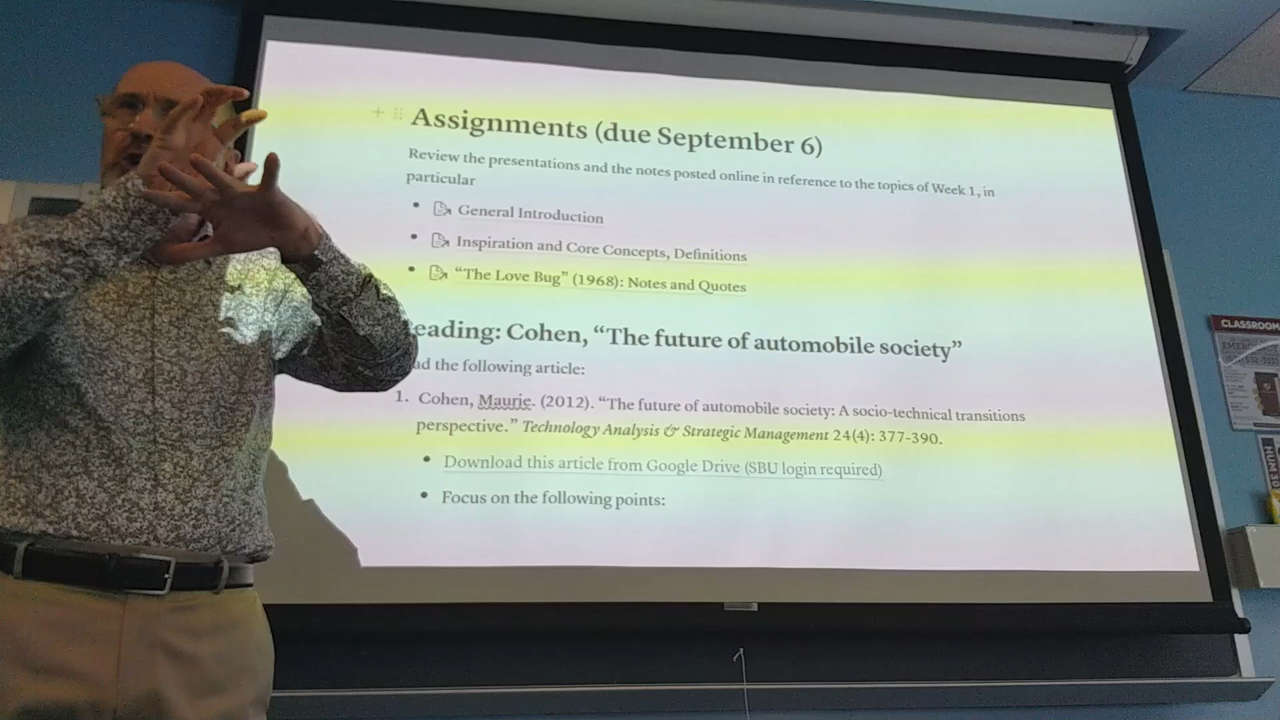 Assignments (due September 6)
Review the presentations and the notes posted online in reference to the topics of Week 1, in
particular
• General Introduction
• Inspiration and Core Concepts, Definitions
• “The Love Bug” (1968): Notes and Quotes
eading: Cohen, “The future of automobile society”
ad the following article:
1. Cohen, Maurie. (2012). “The future of automobile society: A socio-technical transitions
perspective.” Technology Analysis & Strategic Management 24(4): 377-390.
• Download this article from Google Drive (SBU login required)
• Focus on the following points:
CLASSROOM